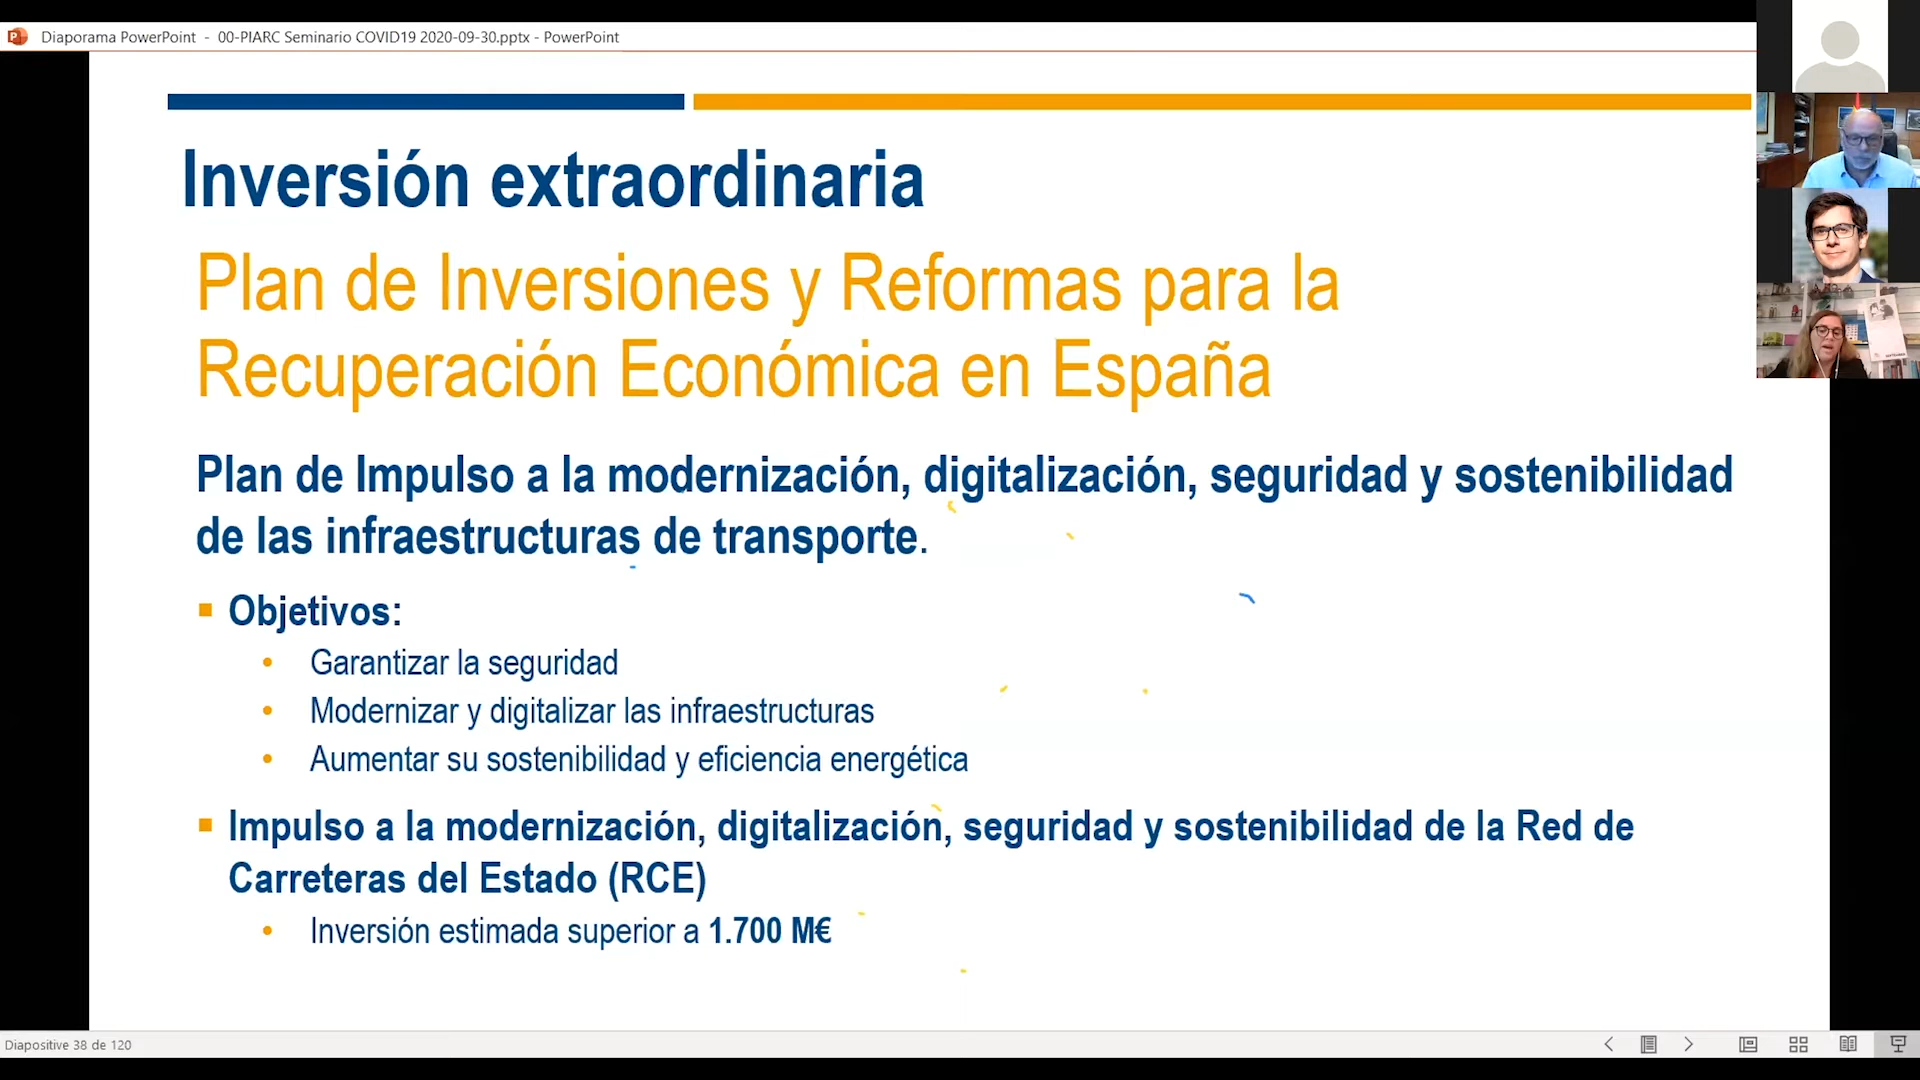 Diaporama PowerPoint - 00-PIARC Seminario COVID19 2020-09-30.pptx - PowerPoint
Inversión extraordinaria
Plan de Inversiones y Reformas para la
Recuperación Económica en España
Plan de Impulso a la modernización, digitalización, seguridad y sostenibilidad
de las infraestructuras de transporte.
Objetivos:
Garantizar la seguridad
Modernizar y digitalizar las infraestructuras
Aumentar su sostenibilidad y eficiencia energética
Impulso a la modernización, digitalización, seguridad y sostenibilidad de la Red de
Carreteras del Estado (RCE)
Inversión estimada superior a 1.700 M€
Diapositive 38 de 120